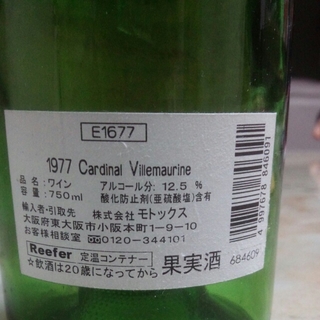 E1677
1977 Cardinal Villemaurine
品名:ワイン アルコール分: 12.5 %
容量:750ml 酸化防止剤(亜硫酸塩)含有
輸入者・引取先 株式会社 モトックス
大阪府東大阪市小阪本町1-9-10
お客様相談室 0120-344101
Reefer 定温コンテナー
☆飲酒は20歳になってから 果実酒
684609
4 997678 846091